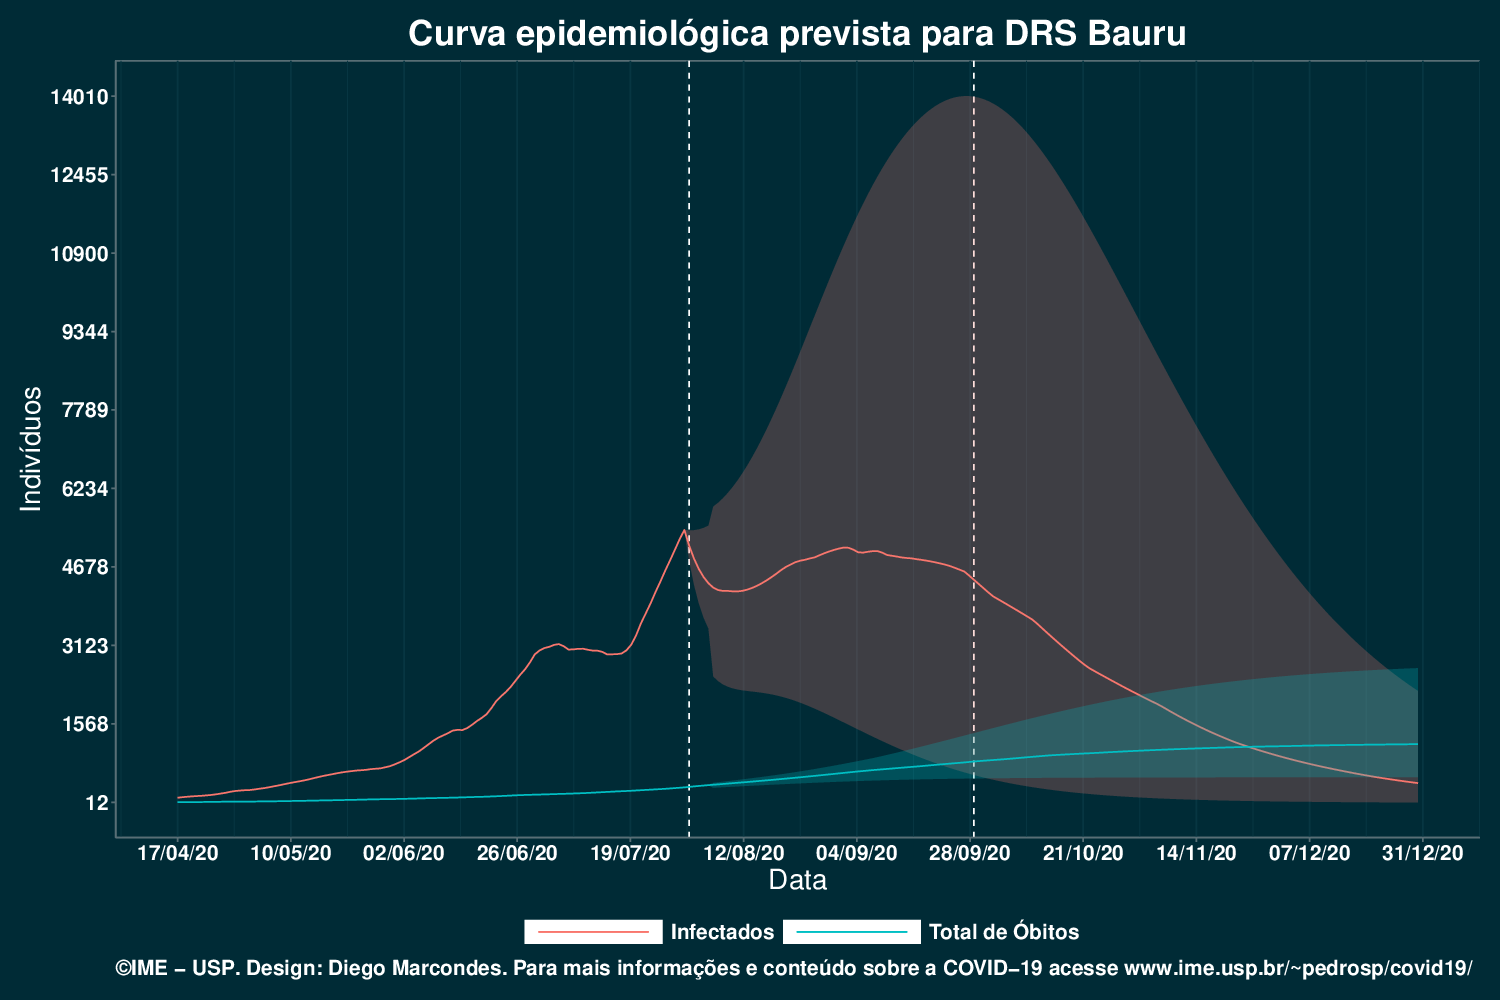 Curva epidemiológica prevista para DRS Bauru
Indivíduos
14010
12455
10900
9344
7789
6234
4678
3123
1568
12
17/04/20 10/05/20 02/06/20 26/06/20 19/07/20 12/08/20 04/09/20 28/09/20 21/10/20 14/11/20 07/12/20 31/12/20
Data
Infectados Total de Óbitos
©IME − USP. Design: Diego Marcondes. Para mais informações e conteúdo sobre a COVID−19 acesse www.ime.usp.br/~pedrosp/covid19/